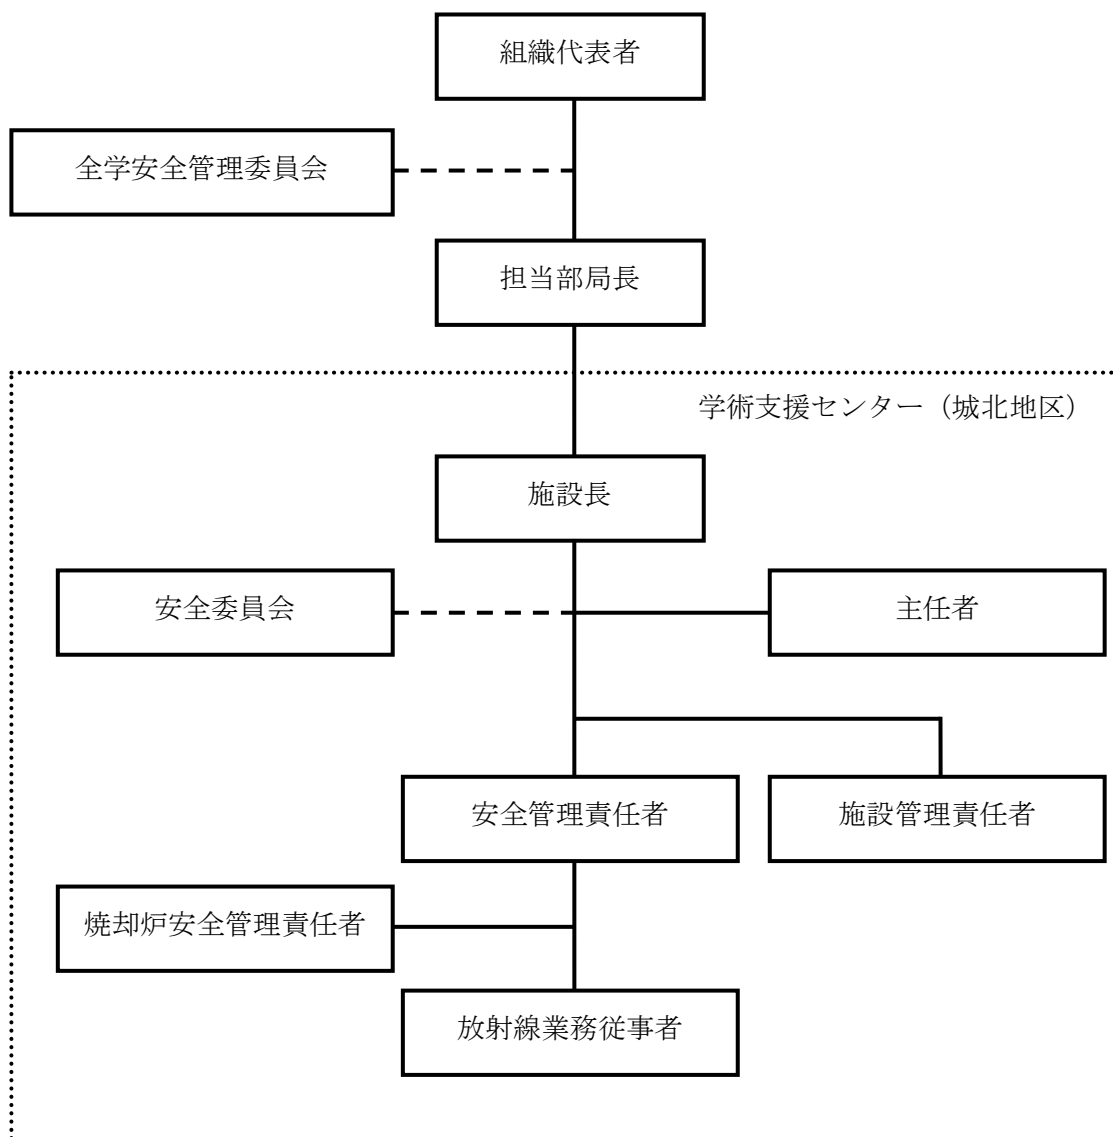 組織代表者
全学安全管理委員会
担当部局長
学術支援センター（城北地区）
施設長
安全委員会
主任者
安全管理責任者
施設管理責任者
焼却炉安全管理責任者
放射線業務従事者